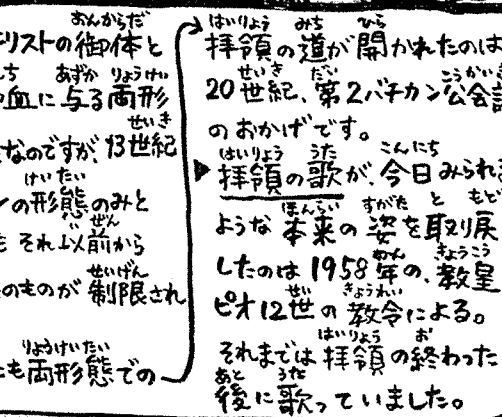 リストの御体と
血に与る両形
なのですが、13世紀
の形態のみと
それ以前から
のものが制限され
も両形態での
拝領の道が開かれたのは
20世紀、第2バチカン公会議
のおかげです。
▶拝領の歌が、今日みられる
ような本来の姿を取り戻
したのは1958年の、教皇
ピオ12世の教令による。
それまでは拝領の終わった
後に歌っていました。